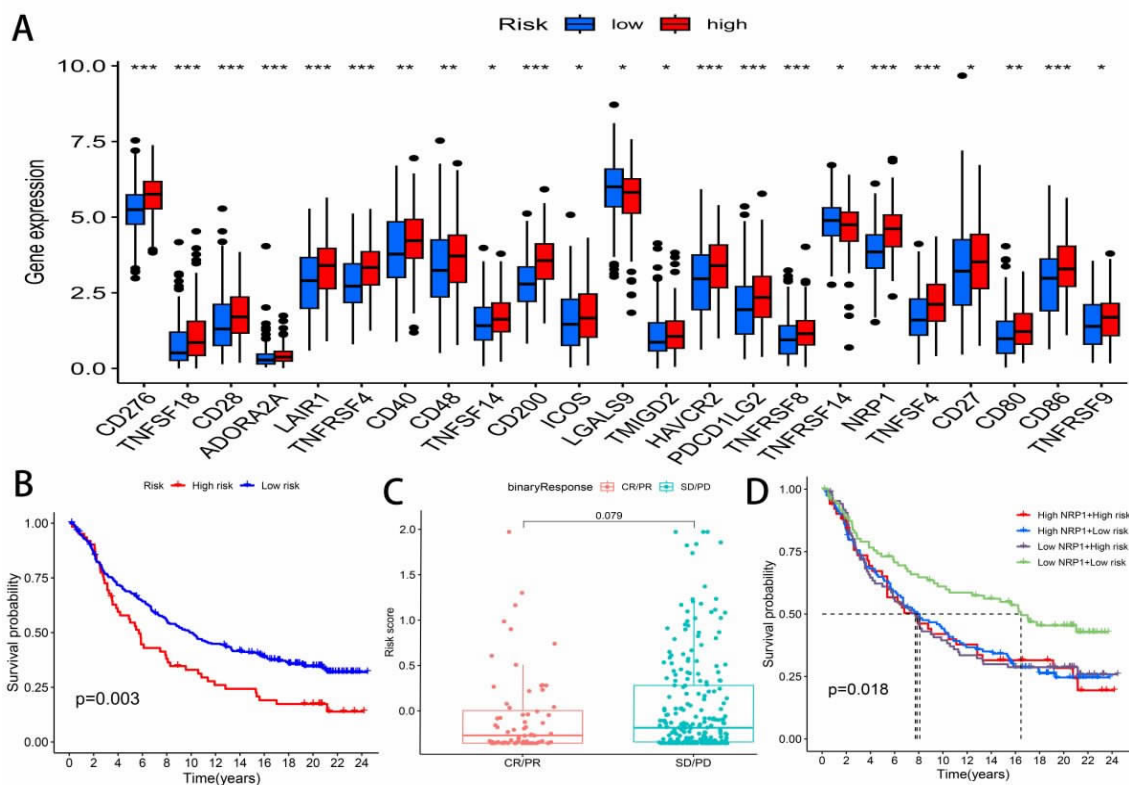 A
Risk low high
10.0
7.5
5.0
2.5
0.0
Gene expression
*** *** *** *** *** *** ** ** * *** * * * *** *** *** * *** *** * ** *** *
CD276
TNFSF18
CD28
ADORA2A
LAIR1
TNFRSF4
CD40
CD48
TNFSF14
CD200
ICOS
LGALS9
TMIGD2
HAVCR2
PDCD1LG2
TNFRSF8
TNFRSF14
NRP1
TNFSF4
CD27
CD80
CD86
TNFRSF9
B
Risk High risk Low risk
1.00
0.75
0.50
0.25
0.00
Survival probability
p=0.003
0 2 4 6 8 10 12 14 16 18 20 22 24
Time(years)
C
binaryResponse CR/PR SD/PD
0.079
2.0
1.0
0.5
0.0
Risk score
CR/PR SD/PD
D
High NRP1+High risk
High NRP1+Low risk
Low NRP1+High risk
Low NRP1+Low risk
1.00
0.75
0.50
0.25
0.00
Survival probability
p=0.018
0 2 4 6 8 10 12 14 16 18 20 22 24
Time(years)